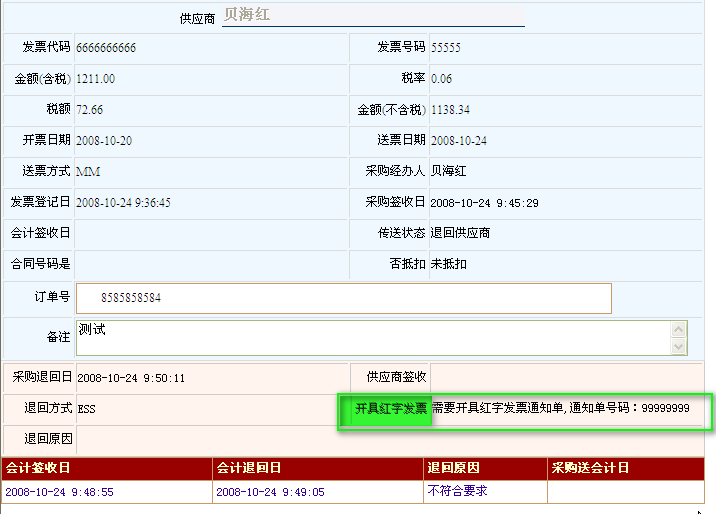 供应商 贝海红
发票代码 6666666666 发票号码 55555
金额(含税) 1211.00 税率 0.06
税额 72.66 金额(不含税) 1138.34
开票日期 2008-10-20 送票日期 2008-10-24
送票方式 MM 采购经办人 贝海红
发票登记日 2008-10-24 9:36:45 采购签收日 2008-10-24 9:45:29
会计签收日 传送状态 退回供应商
合同号码是 否抵扣 未抵扣
订单号 8585858584
备注 测试
采购退回日 2008-10-24 9:50:11 供应商签收
退回方式 ESS 开具红字发票 需要开具红字发票通知单,通知单号码：99999999
退回原因
会计签收日 会计退回日 退回原因 采购送会计日
2008-10-24 9:48:55 2008-10-24 9:49:05 不符合要求